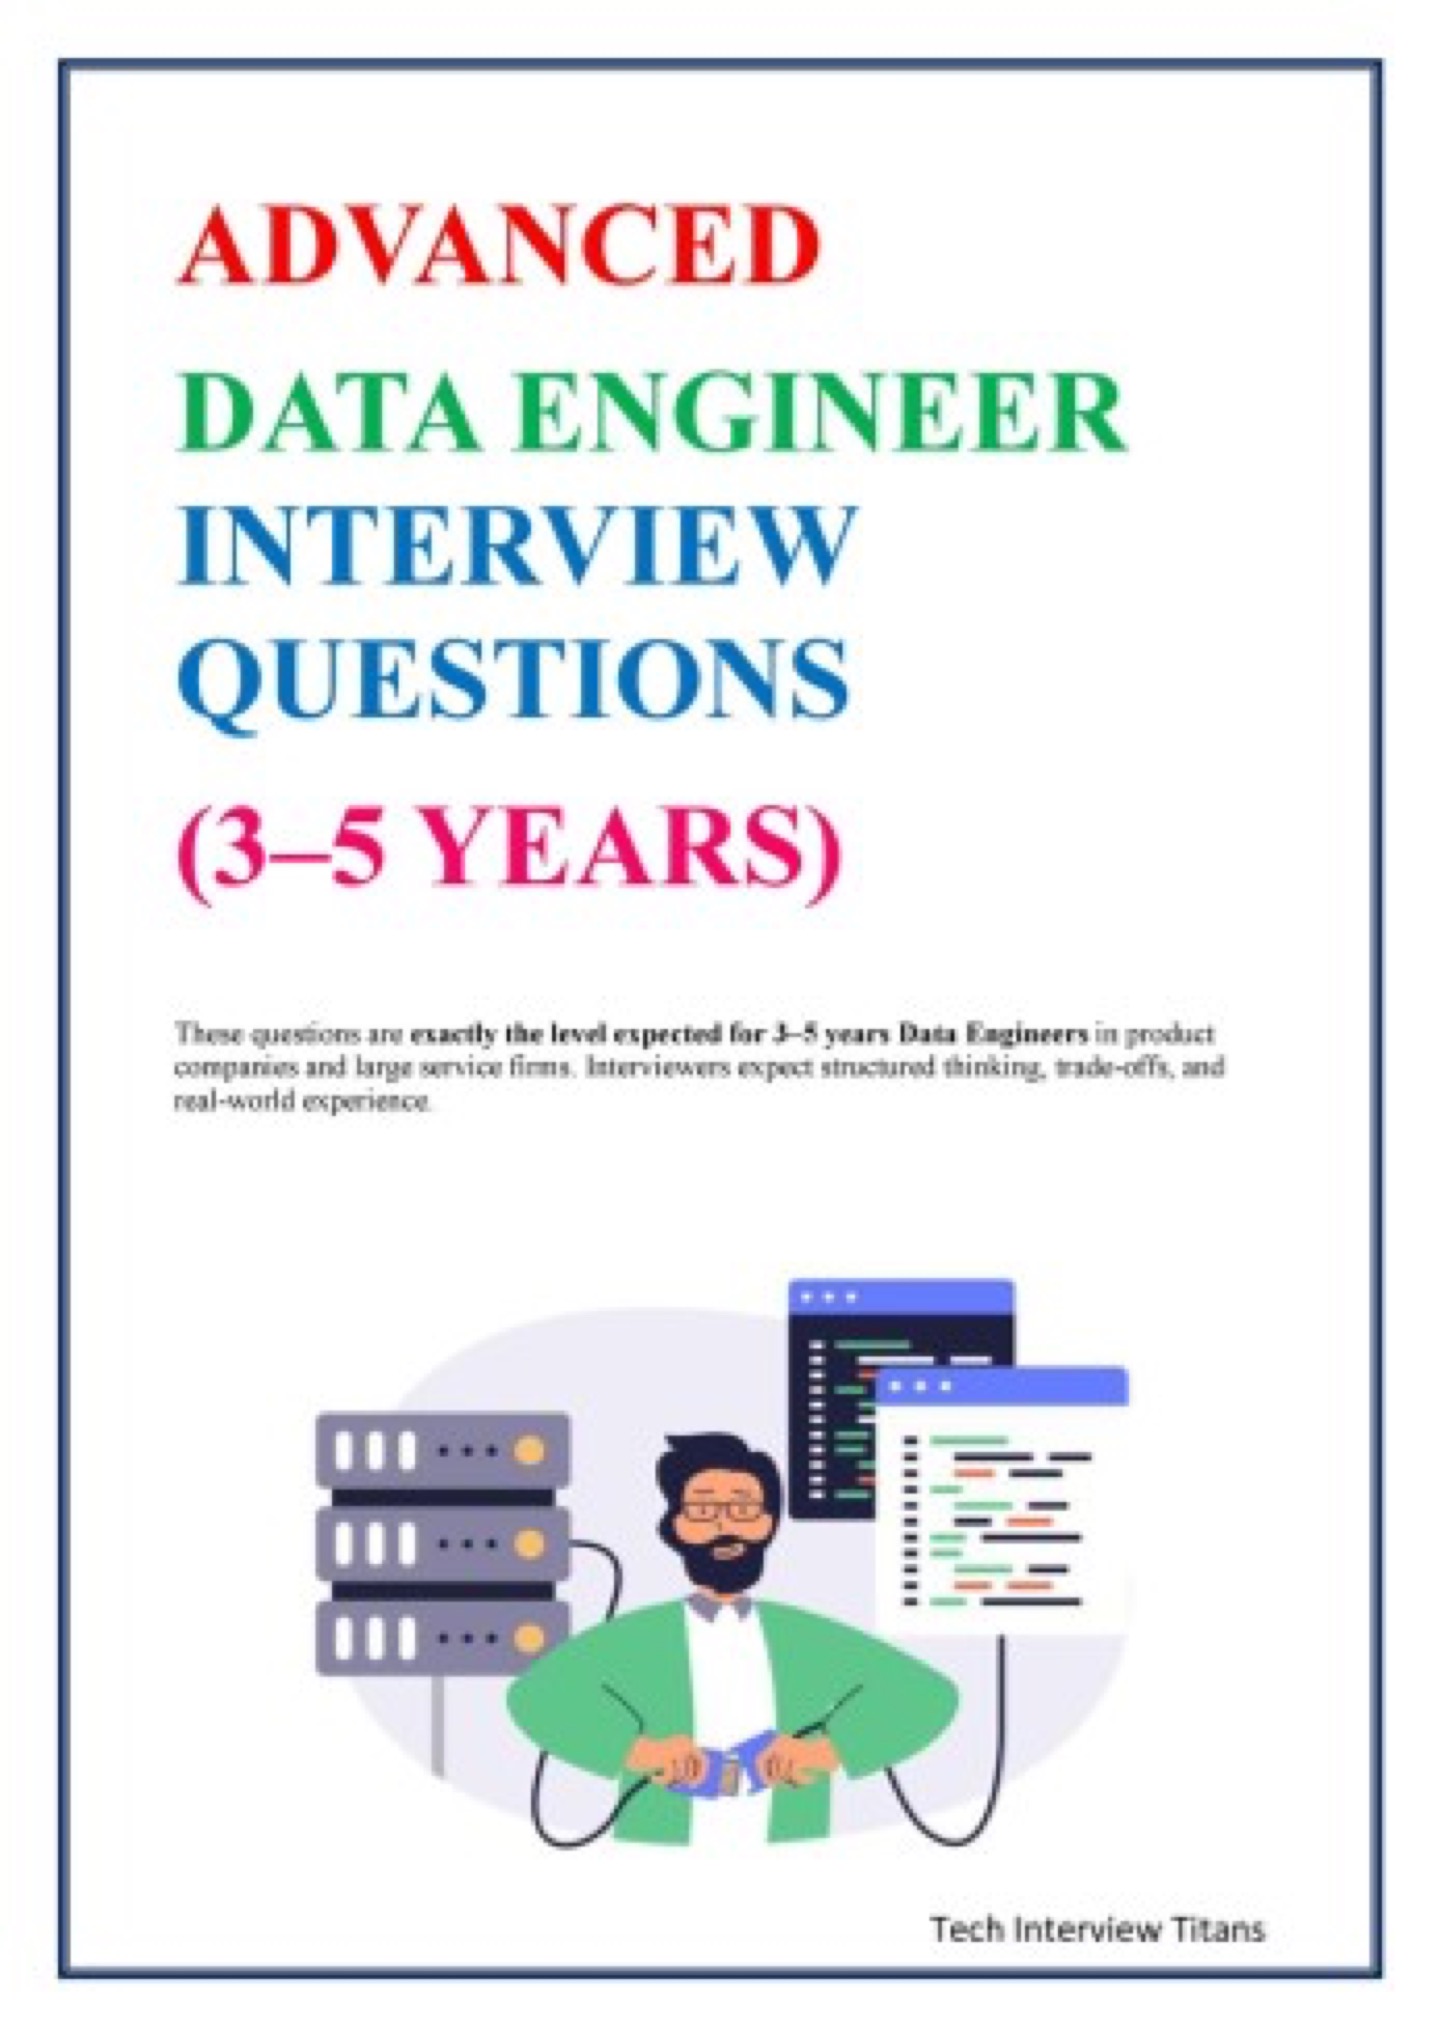 ADVANCED
DATA ENGINEER
INTERVIEW
QUESTIONS
(3–5 YEARS)
These questions are exactly the level expected for 3–5 years Data Engineers in product
companies and large service firms. Interviewers expect structured thinking, trade-offs, and
real-world experience.
Tech Interview Titans